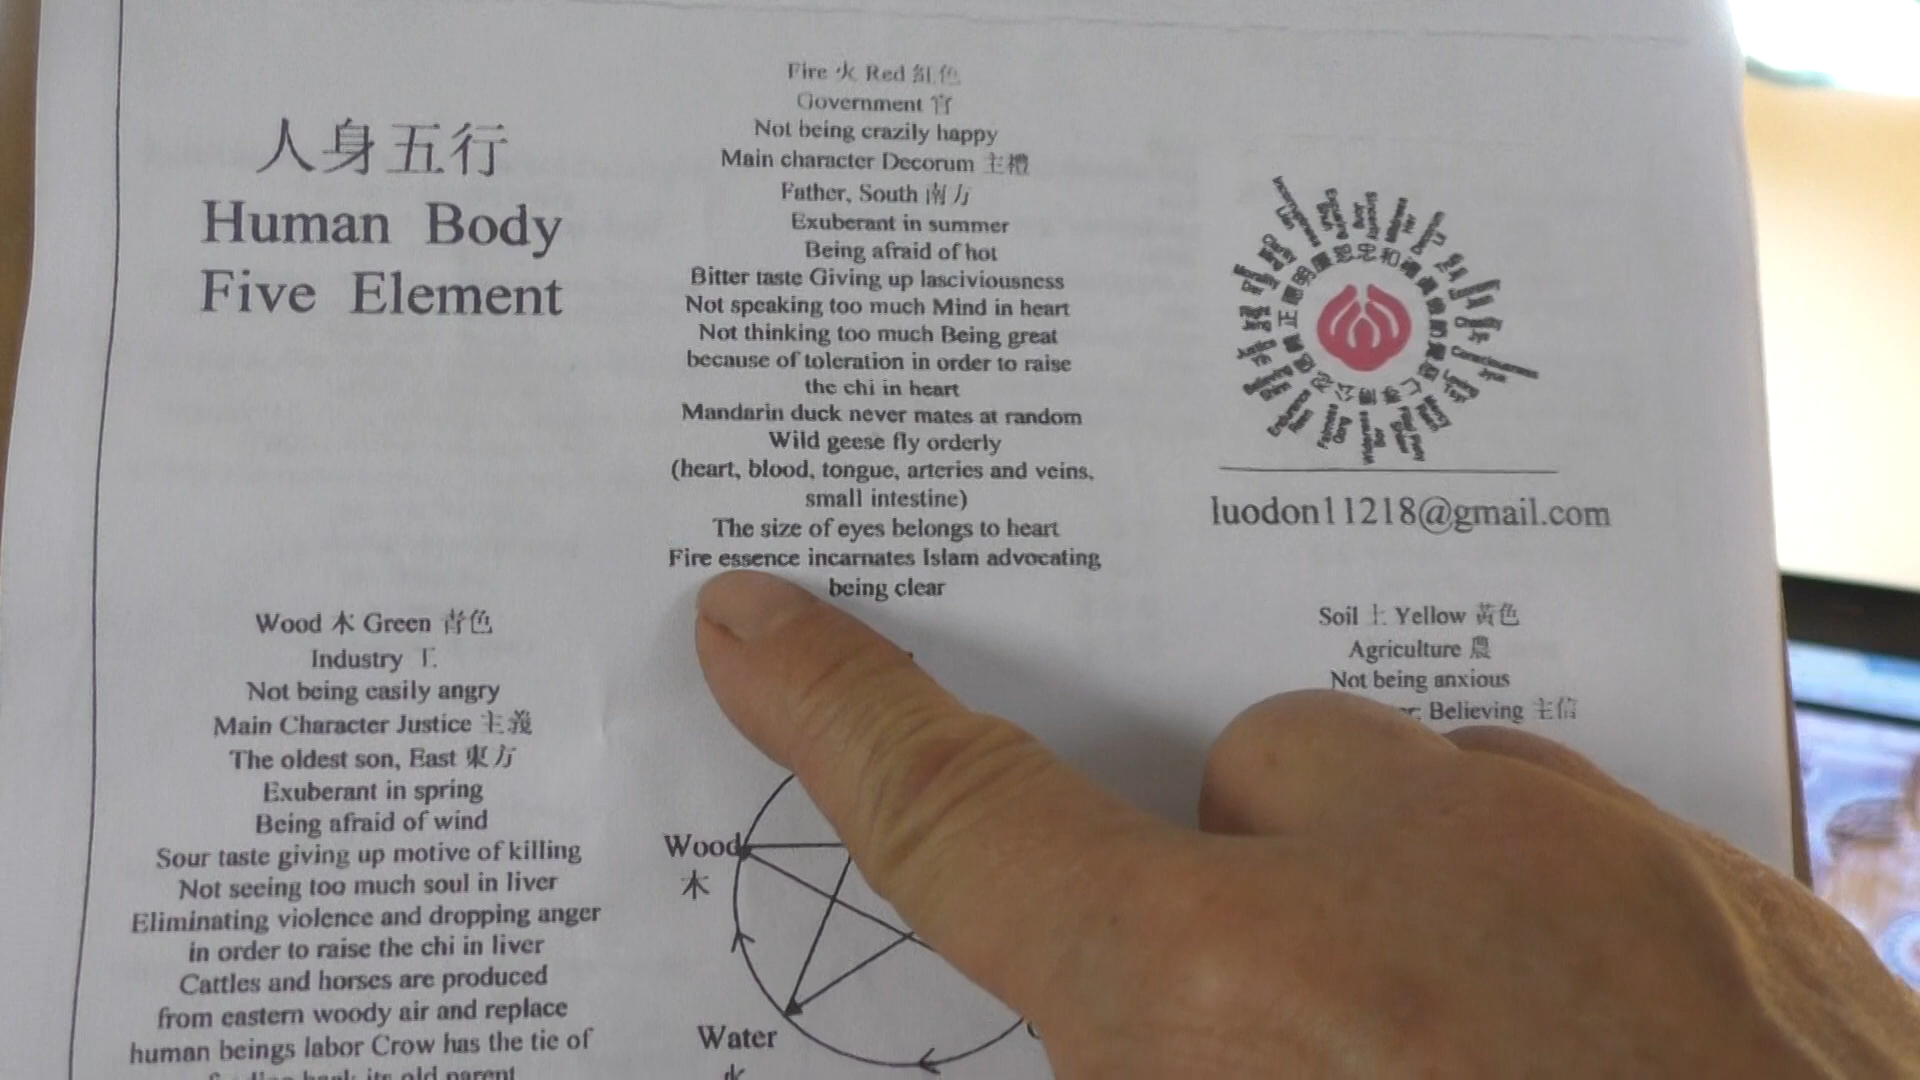 人身五行
Human Body
Five Element
Fire 火 Red 紅色
Government 官
Not being crazily happy
Main character Decorum 主禮
Father, South 南方
Exuberant in summer
Being afraid of hot
Bitter taste Giving up lasciviousness
Not speaking too much Mind in heart
Not thinking too much Being great
because of toleration in order to raise
the chi in heart
Mandarin duck never mates at random
Wild geese fly orderly
(heart, blood, tongue, arteries and veins,
small intestine)
The size of eyes belongs to heart
Fire essence incarnates Islam advocating
being clear
luodon11218@gmail.com
Wood 木 Green 青色
Industry 工
Not being easily angry
Main Character Justice 主義
The oldest son, East 東方
Exuberant in spring
Being afraid of wind
Sour taste giving up motive of killing
Not seeing too much soul in liver
Eliminating violence and dropping anger
in order to raise the chi in liver
Cattles and horses are produced
from eastern woody air and replace
human beings labor Crow has the tie of
its old parent
Soil 土 Yellow 黃色
Agriculture 農
Not being anxious
Believing 主信
Wood
木
Water
水